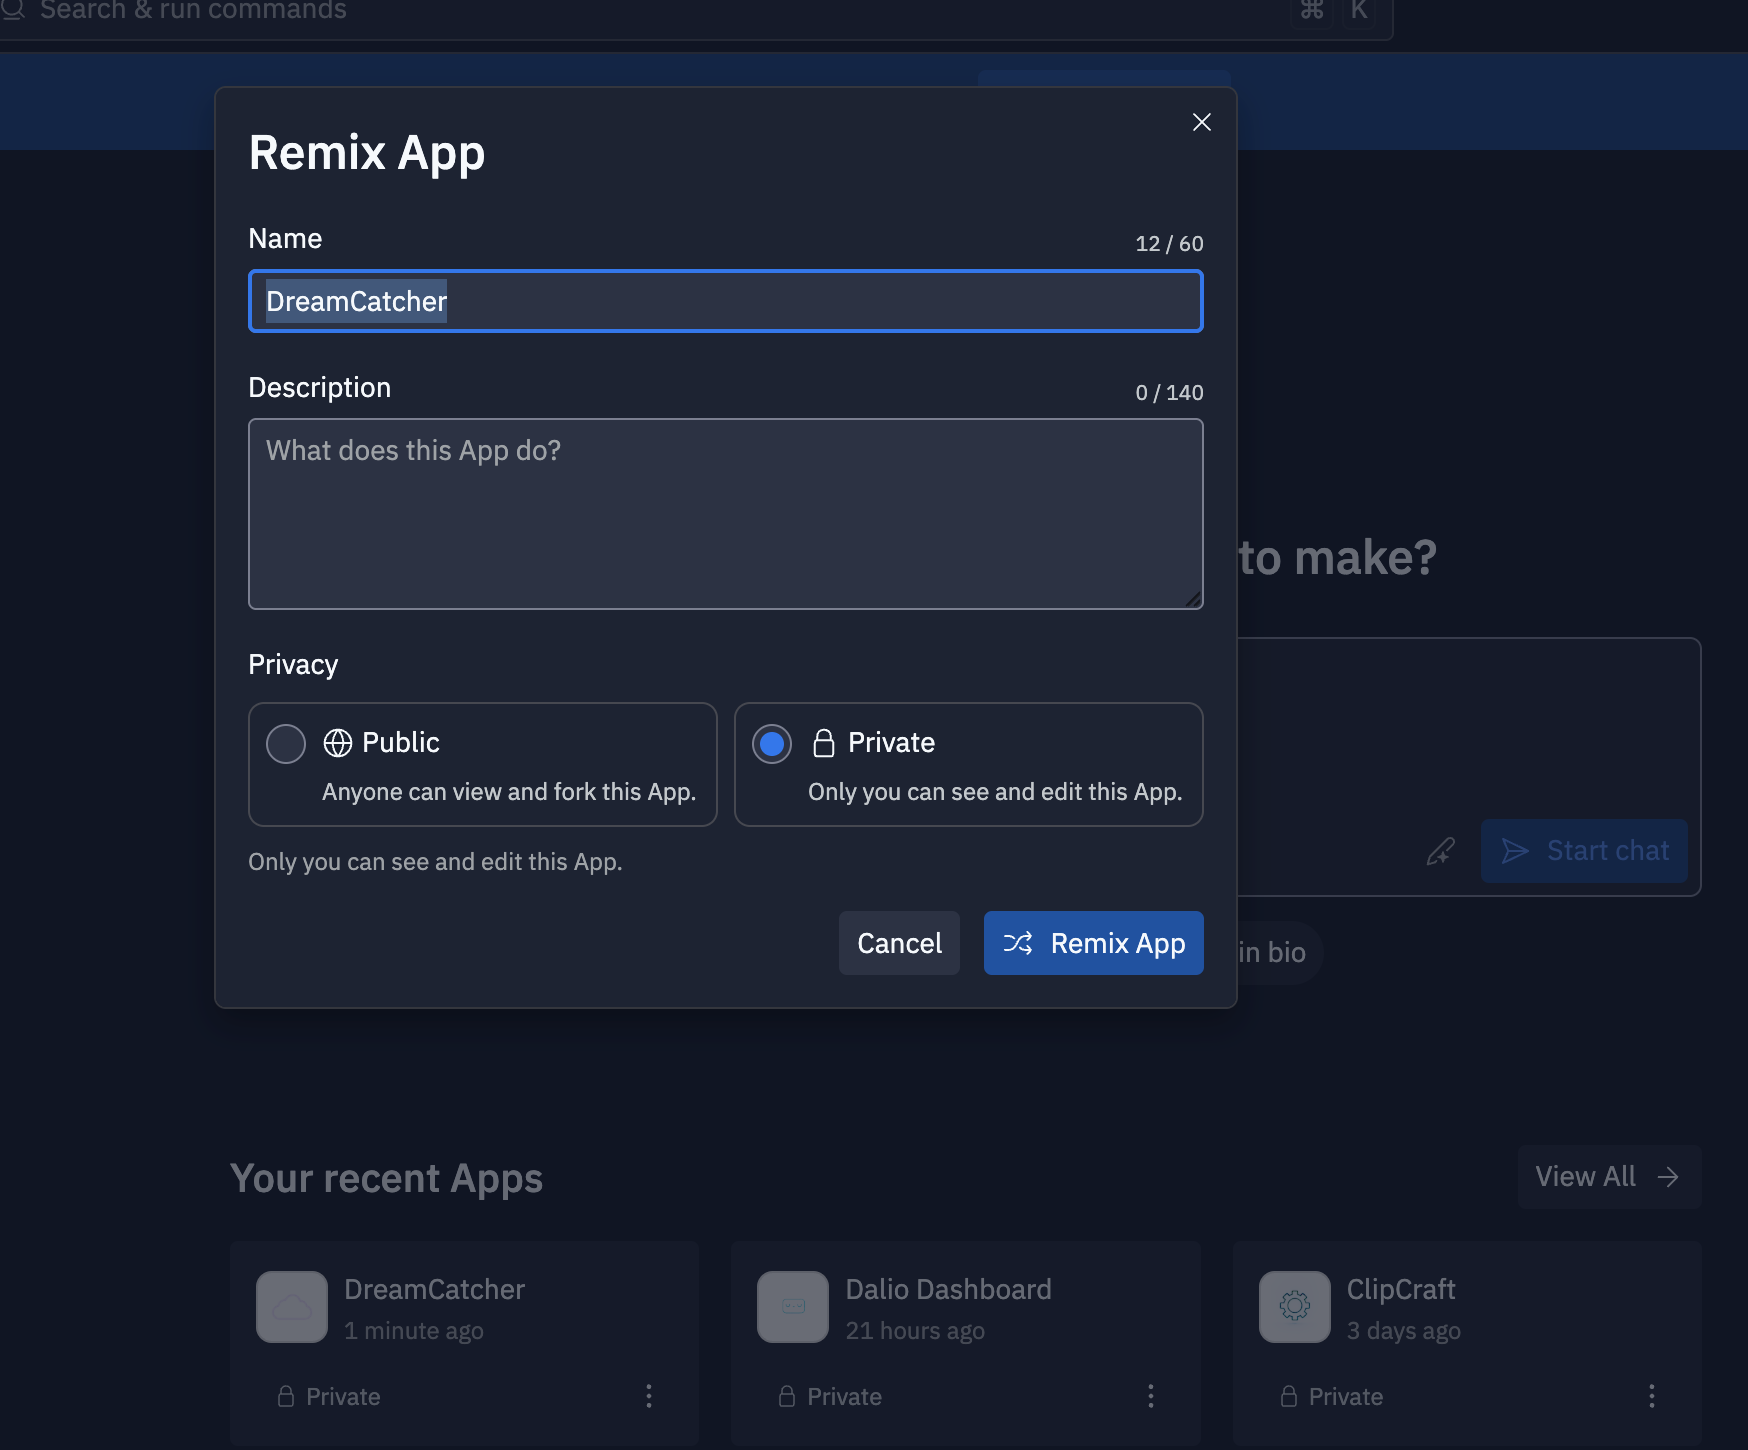 Search & run commands
⌘ K
Remix App
Name
12 / 60
DreamCatcher
Description
0 / 140
What does this App do?
to make?
Privacy
Public
Anyone can view and fork this App.
Private
Only you can see and edit this App.
Only you can see and edit this App.
Start chat
Cancel
Remix App
in bio
Your recent Apps
View All
DreamCatcher
1 minute ago
Private
Dalio Dashboard
21 hours ago
Private
ClipCraft
3 days ago
Private